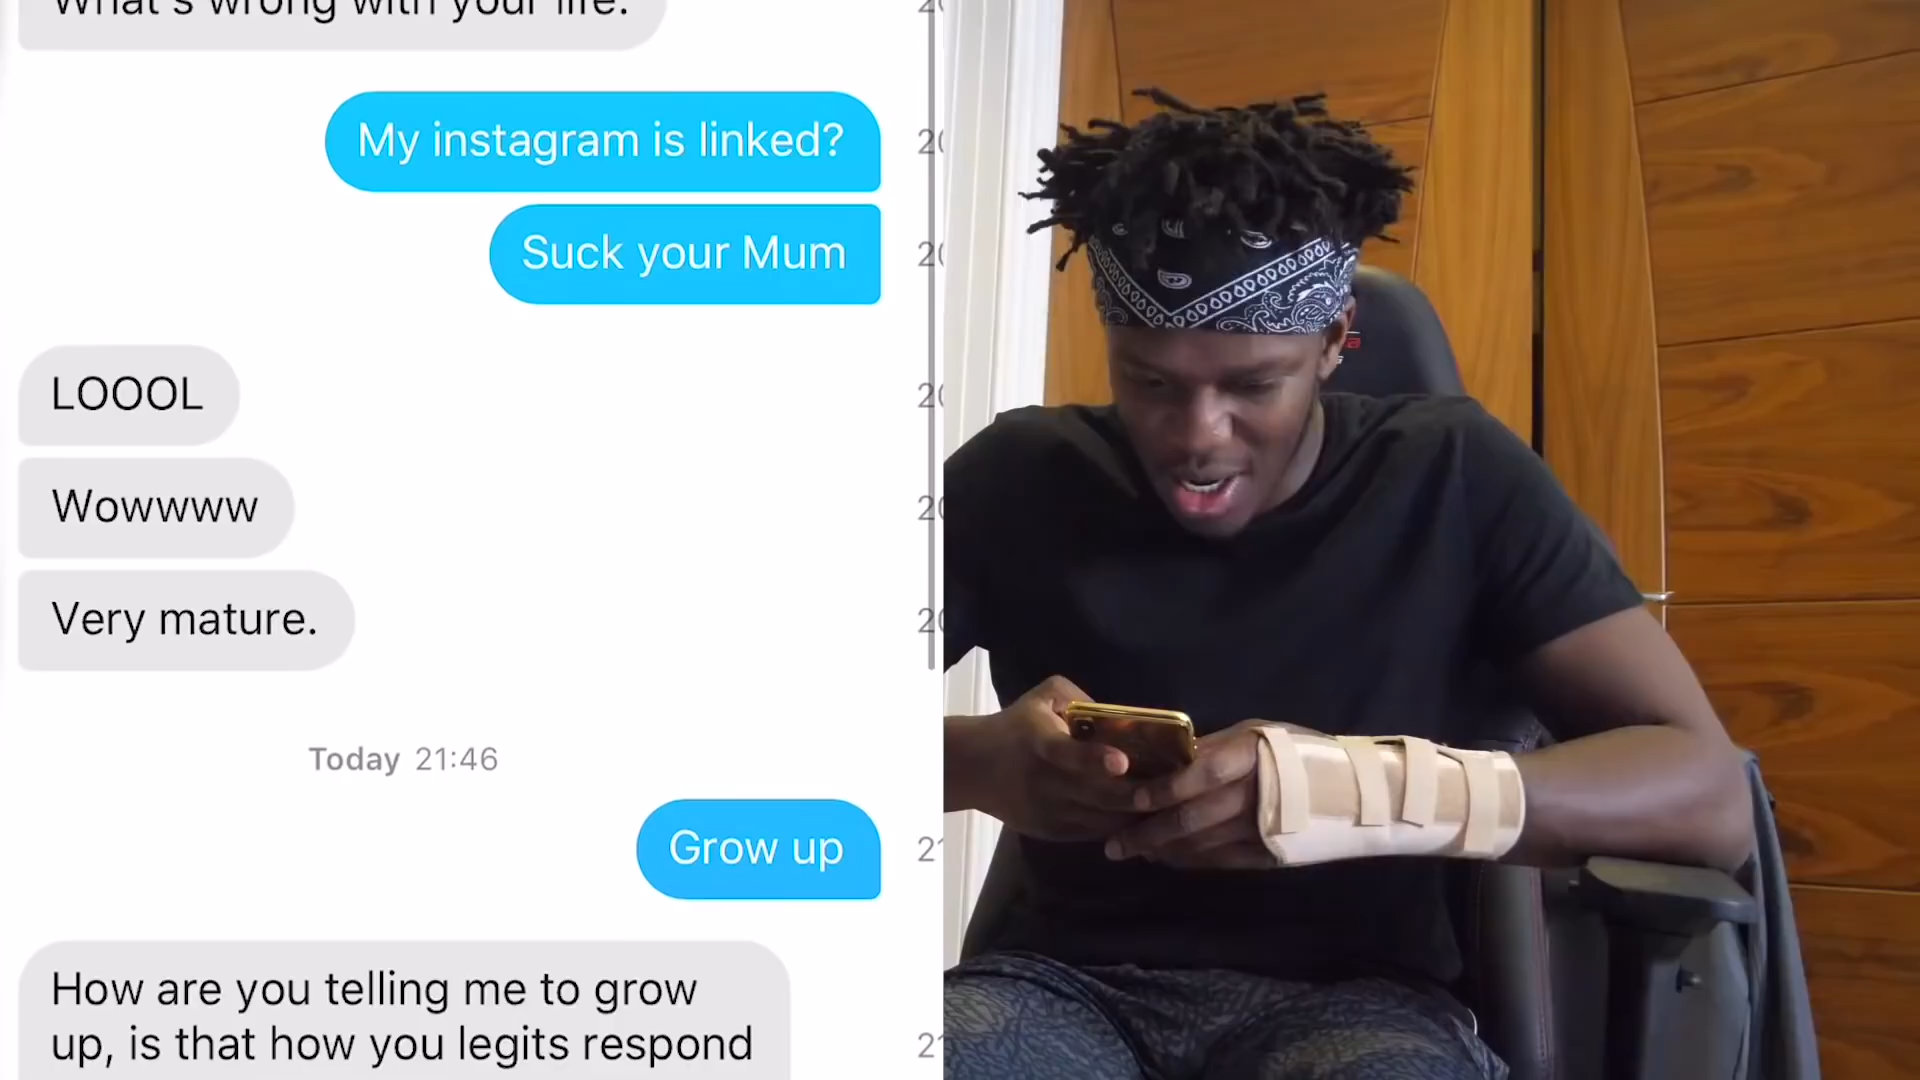 What's wrong with your life.
My instagram is linked?
Suck your Mum
LOOOL
Wowwww
Very mature.
Today 21:46
Grow up
How are you telling me to grow
up, is that how you legits respond